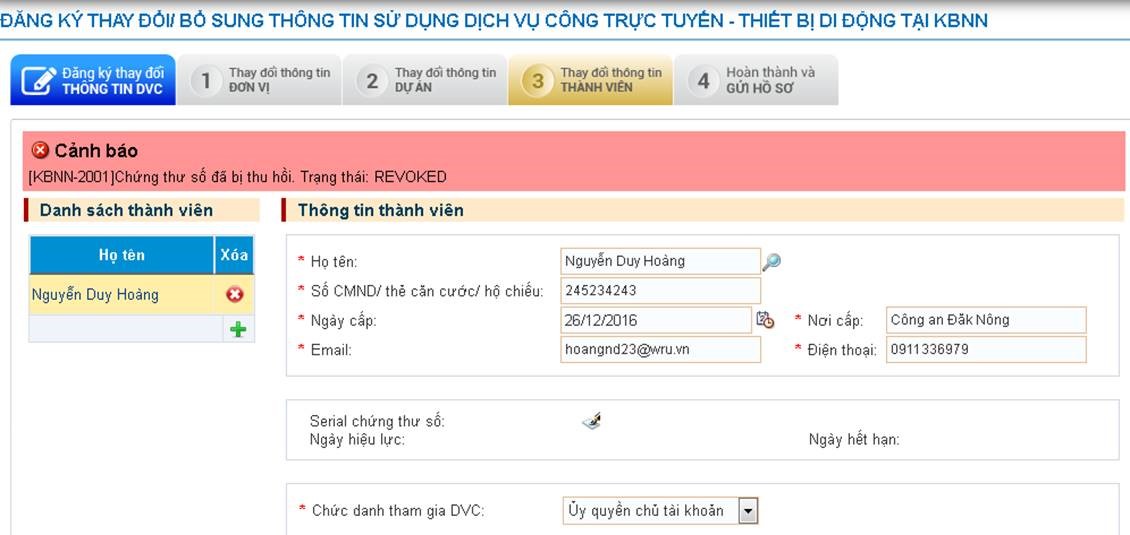 ĐĂNG KÝ THAY ĐỔI/ BỔ SUNG THÔNG TIN SỬ DỤNG DỊCH VỤ CÔNG TRỰC TUYẾN - THIẾT BỊ DI ĐỘNG TẠI KBNN
Đăng ký thay đổi
THÔNG TIN DVC
1
Thay đổi thông tin
ĐƠN VỊ
2
Thay đổi thông tin
DỰ ÁN
3
Thay đổi thông tin
THÀNH VIÊN
4
Hoàn thành và
GỬI HỒ SƠ
Cảnh báo
[KBNN-2001]Chứng thư số đã bị thu hồi. Trạng thái: REVOKED
Danh sách thành viên
Họ tên Xóa
Nguyễn Duy Hoàng
Thông tin thành viên
* Họ tên: Nguyễn Duy Hoàng
* Số CMND/ thẻ căn cước/ hộ chiếu: 245234243
* Ngày cấp: 26/12/2016 * Nơi cấp: Công an Đăk Nông
* Email: hoangnd23@wru.vn * Điện thoại: 0911336979
Serial chứng thư số:
Ngày hiệu lực: Ngày hết hạn:
* Chức danh tham gia DVC: Ủy quyền chủ tài khoản